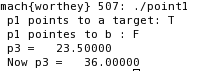 mach{worthey} 507: ./point1
p1 points to a target: T
p1 pointes to b : F
p3 =    23.50000
Now p3 =    36.00000